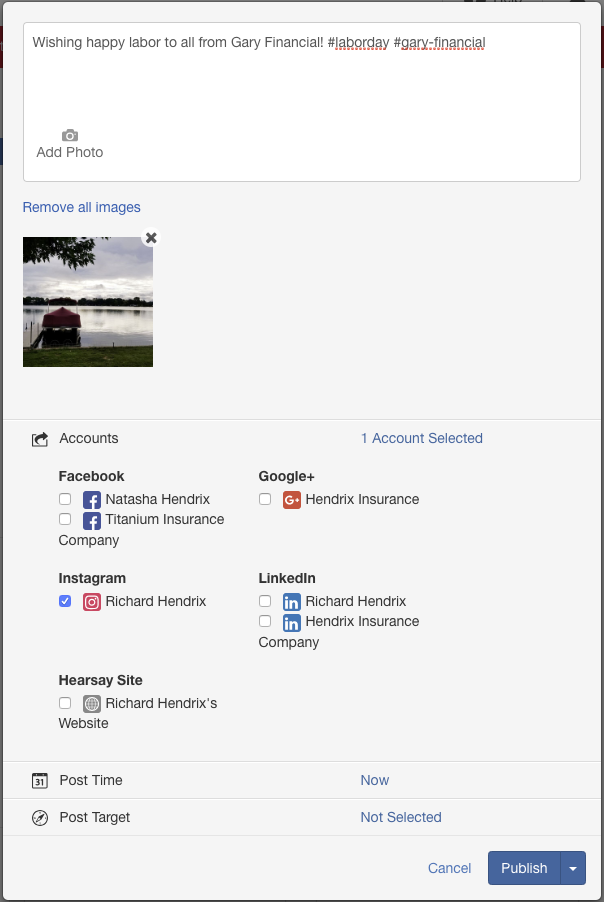 Wishing happy labor to all from Gary Financial! #laborday #gary-financial
Add Photo
Remove all images
Accounts
1 Account Selected
Facebook
Natasha Hendrix
Titanium Insurance
Company
Google+
G+ Hendrix Insurance
Instagram
Richard Hendrix
LinkedIn
in Richard Hendrix
in Hendrix Insurance
Company
Hearsay Site
Richard Hendrix's
Website
31 Post Time
Now
Post Target
Not Selected
Cancel
Publish